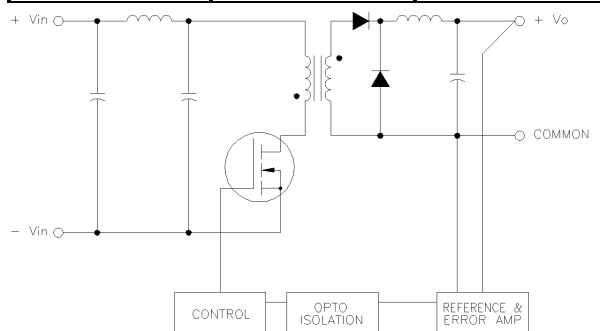 + Vin
+ Vo
COMMON
- Vin
CONTROL
OPTO
ISOLATION
REFERENCE &
ERROR AMP